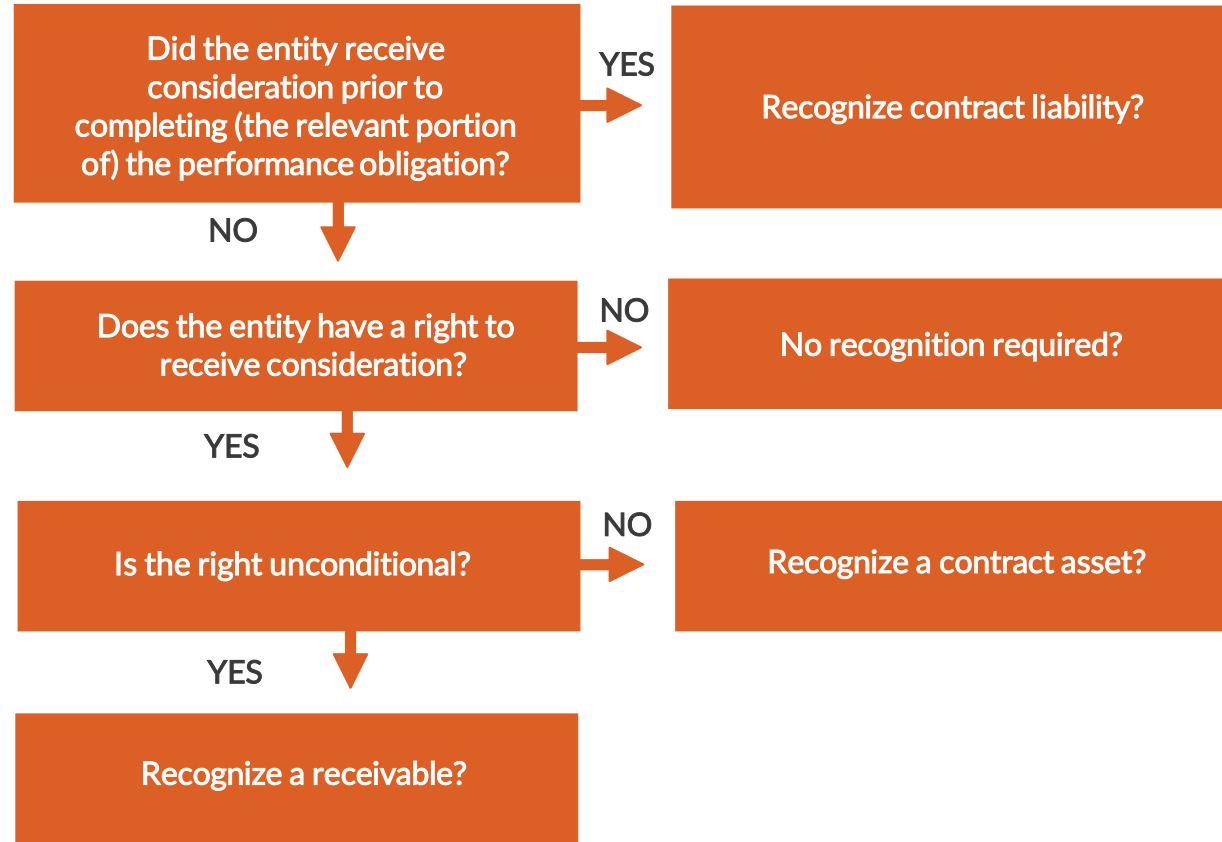 Did the entity receive
consideration prior to
completing (the relevant portion
of) the performance obligation?
YES
Recognize contract liability?
NO
Does the entity have a right to
receive consideration?
NO
No recognition required?
YES
Is the right unconditional?
NO
Recognize a contract asset?
YES
Recognize a receivable?